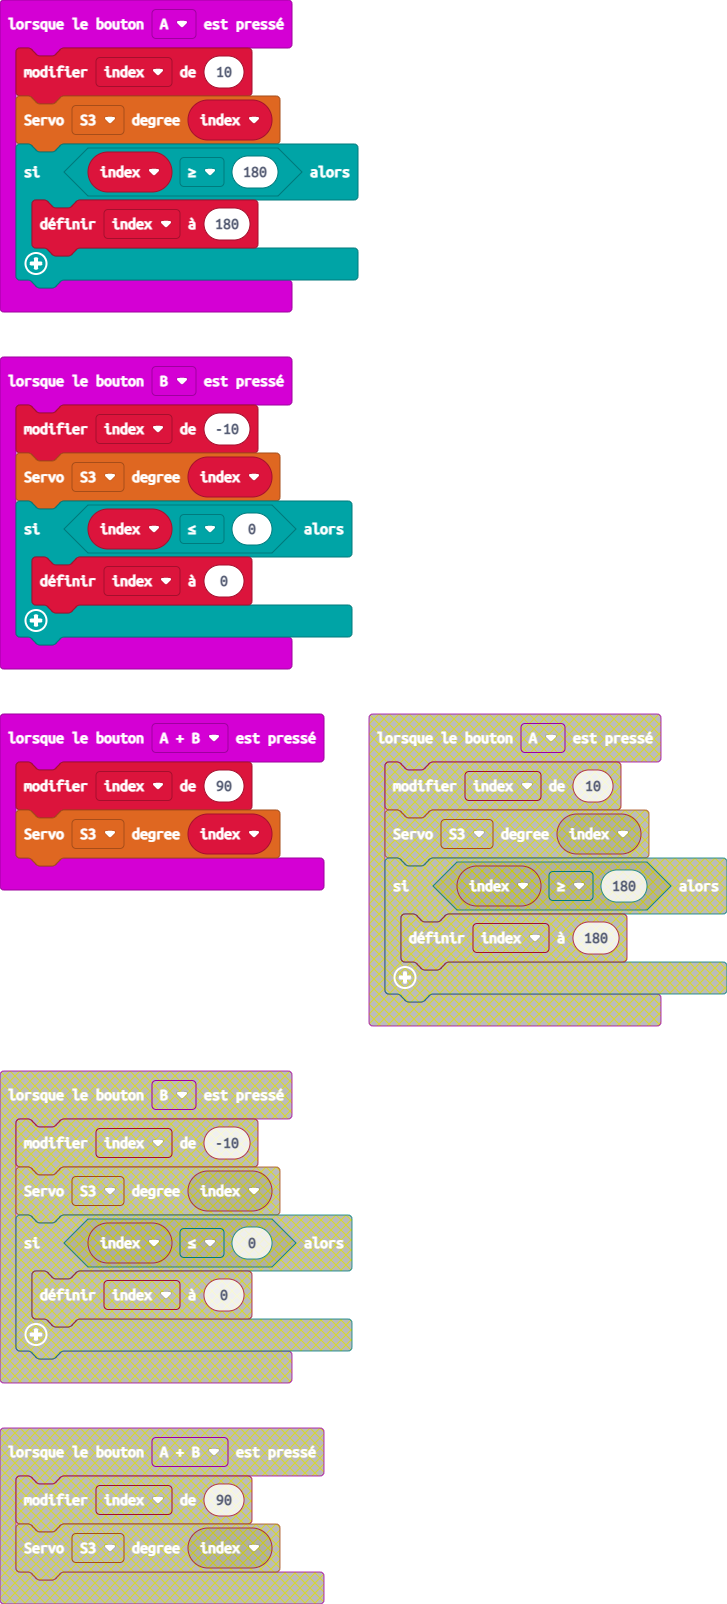 lorsque le bouton A est pressé
modifier index de 10
Servo S3 degree index
si index ≥ 180 alors
définir index à 180
lorsque le bouton B est pressé
modifier index de -10
Servo S3 degree index
si index ≤ 0 alors
définir index à 0
lorsque le bouton A + B est pressé
modifier index de 90
Servo S3 degree index
lorsque le bouton A est pressé
modifier index de 10
Servo S3 degree index
si index ≥ 180 alors
définir index à 180
lorsque le bouton B est pressé
modifier index de -10
Servo S3 degree index
si index ≤ 0 alors
définir index à 0
lorsque le bouton A + B est pressé
modifier index de 90
Servo S3 degree index